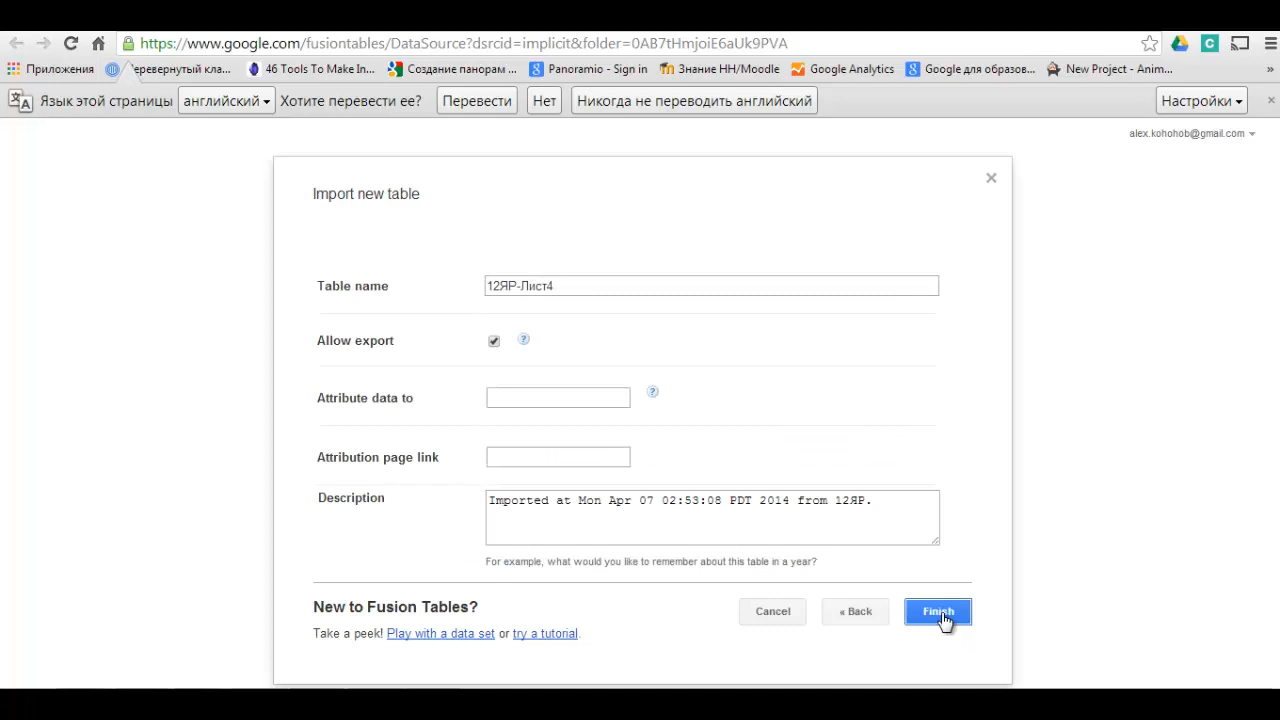 https://www.google.com/fusiontables/DataSource?dsrcid=implicit&folder=0AB7tHmjoiE6aUk9PVA
Приложения еревернутый кла... 46 Tools To Make In... Создание панорам ... Panoramio - Sign in Знание НН/Moodle Google Analytics Google для образов... New Project - Anim... »
Язык этой страницы английский Хотите перевести ее? Перевести Нет Никогда не переводить английский Настройки
alex.kohohob@gmail.com
Import new table
Table name 12ЯР-Лист4
Allow export ?
Attribute data to ?
Attribution page link
Description Imported at Mon Apr 07 02:53:08 PDT 2014 from 12ЯР.
For example, what would you like to remember about this table in a year?
New to Fusion Tables? Cancel « Back Finish
Take a peek! Play with a data set or try a tutorial.